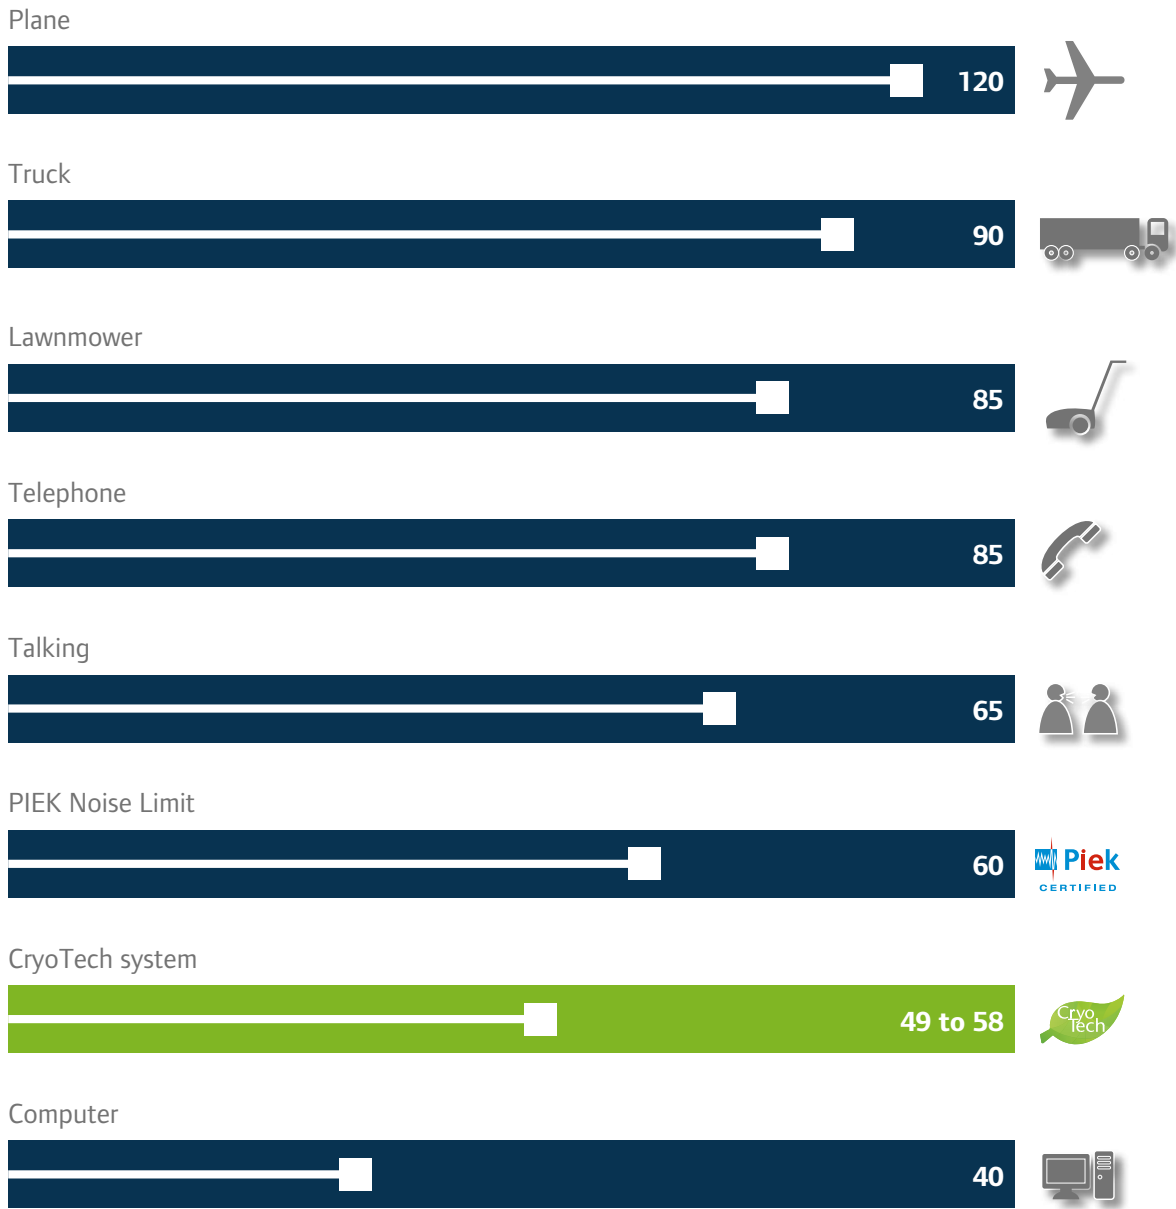 Plane
120
Truck
90
Lawnmower
85
Telephone
85
Talking
65
PIEK Noise Limit
60
Piek
CERTIFIED
CryoTech system
49 to 58
Cryo
Tech
Computer
40